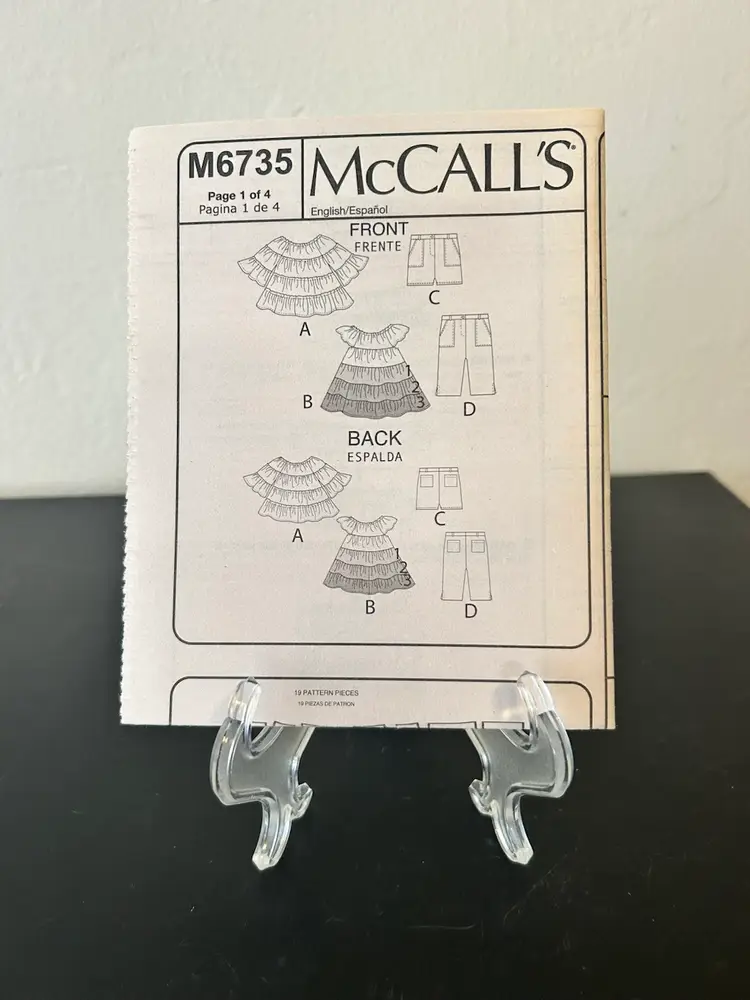 M6735
Page 1 of 4
Pagina 1 de 4
McCALL'S®
English/Español
FRONT
FRENTE
A
C
B
1
2
3
D
BACK
ESPALDA
A
C
B
1
2
3
D
19 PATTERN PIECES
19 PIEZAS DE PATRON